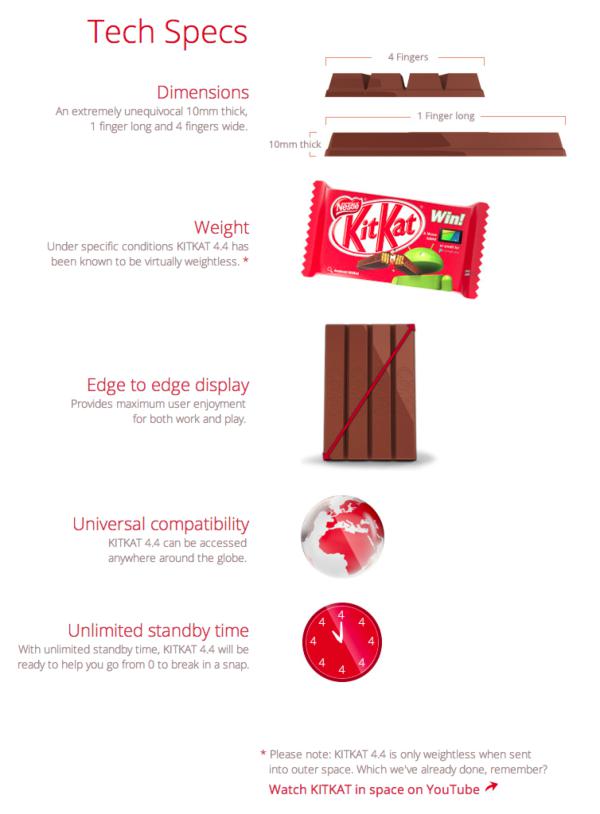 Tech Specs
4 Fingers
Dimensions
An extremely unequivocal 10mm thick,
1 finger long and 4 fingers wide.
1 Finger long
10mm thick
Nestlé
KitKat
Win!
Weight
Under specific conditions KITKAT 4.4 has
been known to be virtually weightless. *
Edge to edge display
Provides maximum user enjoyment
for both work and play.
Universal compatibility
KITKAT 4.4 can be accessed
anywhere around the globe.
Unlimited standby time
With unlimited standby time, KITKAT 4.4 will be
ready to help you go from 0 to break in a snap.
4
4 4
4 4
4 4
4
* Please note: KITKAT 4.4 is only weightless when sent
into outer space. Which we've already done, remember?
Watch KITKAT in space on YouTube